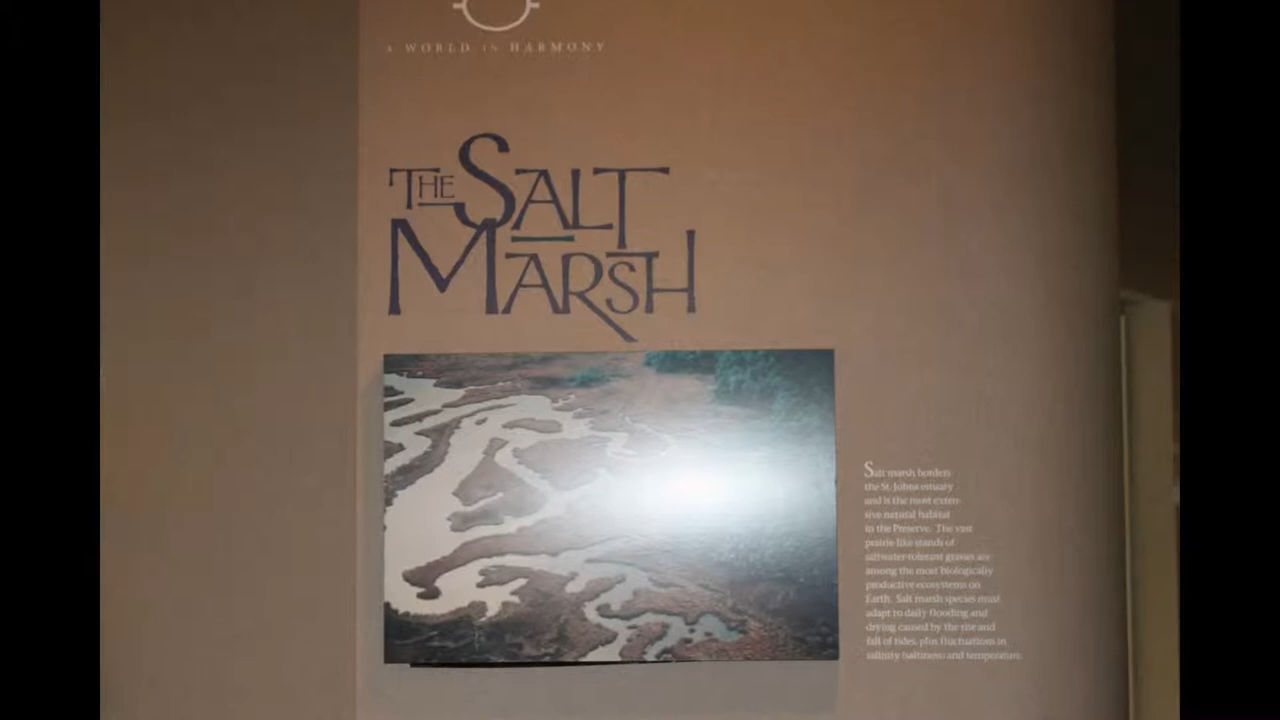 A WORLD IN HARMONY
THE SALT
MARSH
Salt marsh borders
the St. Johns estuary
and is the most exten-
sive natural habitat
in the Preserve. The vast
prairie-like stands of
saltwater-tolerant grasses are
among the most biologically
productive ecosystems on
Earth. Salt marsh species must
adapt to daily flooding and
drying caused by the rise and
fall of tides, plus fluctuations in
salinity (saltiness) and temperature.